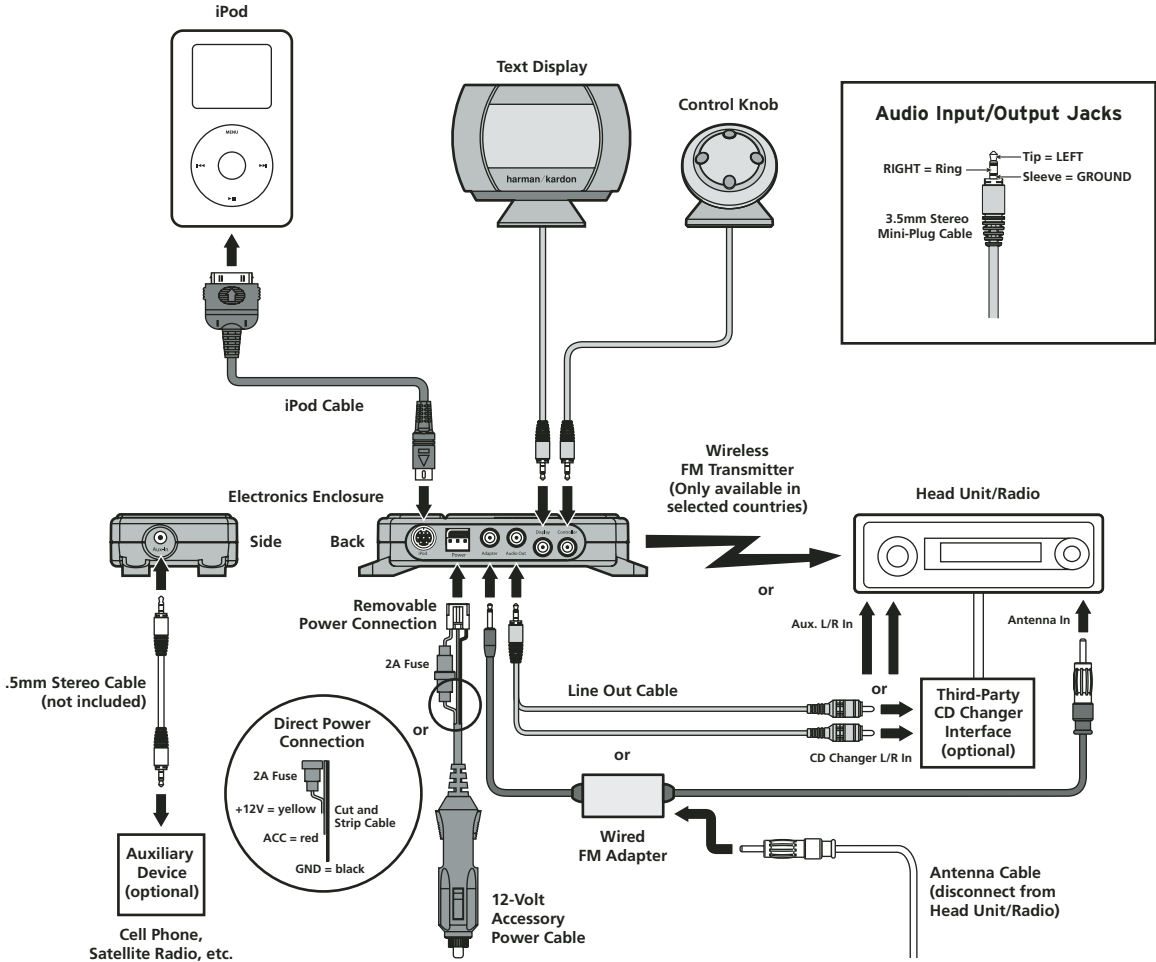 iPod
MENU
Text Display
harman/kardon
Control Knob
Audio Input/Output Jacks
Tip = LEFT
RIGHT = Ring
Sleeve = GROUND
3.5mm Stereo
Mini-Plug Cable
iPod Cable
Wireless
FM Transmitter
(Only available in
selected countries)
Head Unit/Radio
Electronics Enclosure
Side
Back
Aux-In
iPod
Power
Adapter
Audio Out
Display
Controller
or
Removable
Power Connection
Aux. L/R In
Antenna In
2A Fuse
.5mm Stereo Cable
(not included)
Line Out Cable
or
Third-Party
CD Changer
Interface
(optional)
Direct Power
Connection
or
or
CD Changer L/R In
2A Fuse
+12V = yellow
Cut and
Strip Cable
ACC = red
GND = black
Wired
FM Adapter
Auxiliary
Device
(optional)
12-Volt
Accessory
Power Cable
Antenna Cable
(disconnect from
Head Unit/Radio)
Cell Phone,
Satellite Radio, etc.